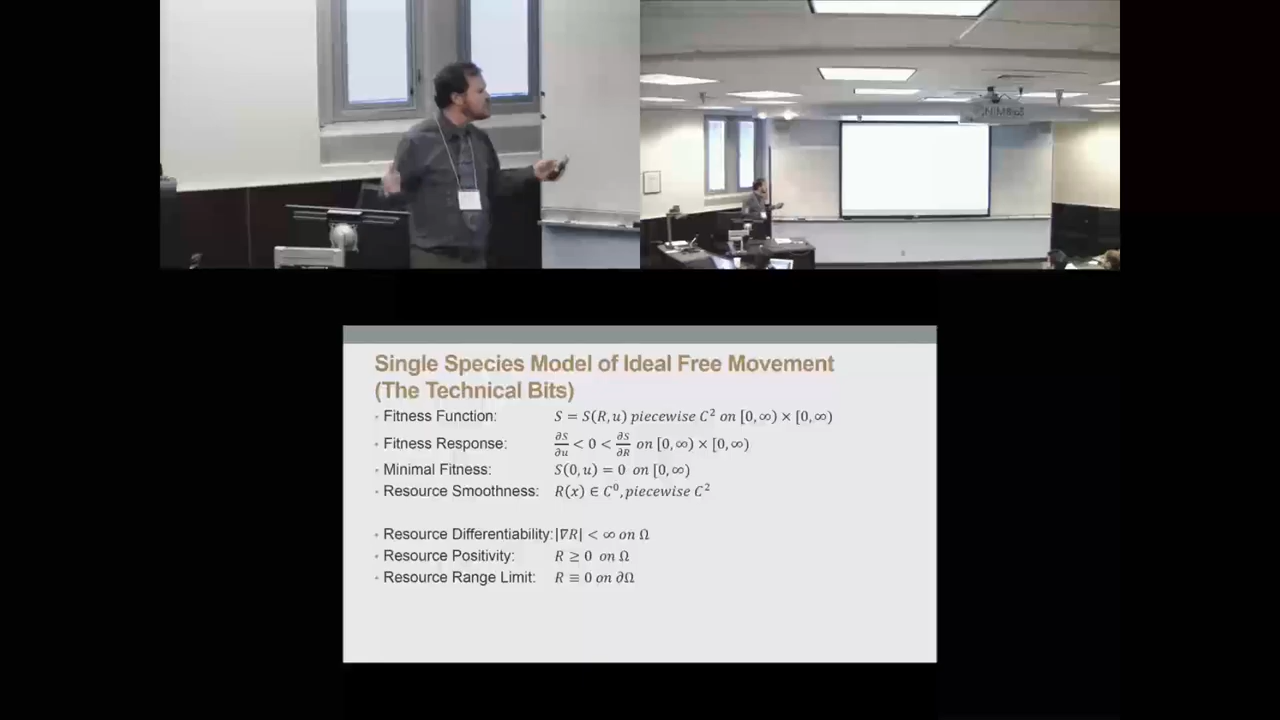 Single Species Model of Ideal Free Movement
(The Technical Bits)
• Fitness Function: S = S(R, u) piecewise C² on [0, ∞) × [0, ∞)
• Fitness Response: ∂S/∂u < 0 < ∂S/∂R on [0, ∞) × [0, ∞)
• Minimal Fitness: S(0, u) = 0 on [0, ∞)
• Resource Smoothness: R(x) ∈ C⁰, piecewise C²
• Resource Differentiability: |∇R| < ∞ on Ω
• Resource Positivity: R ≥ 0 on Ω
• Resource Range Limit: R ≡ 0 on ∂Ω